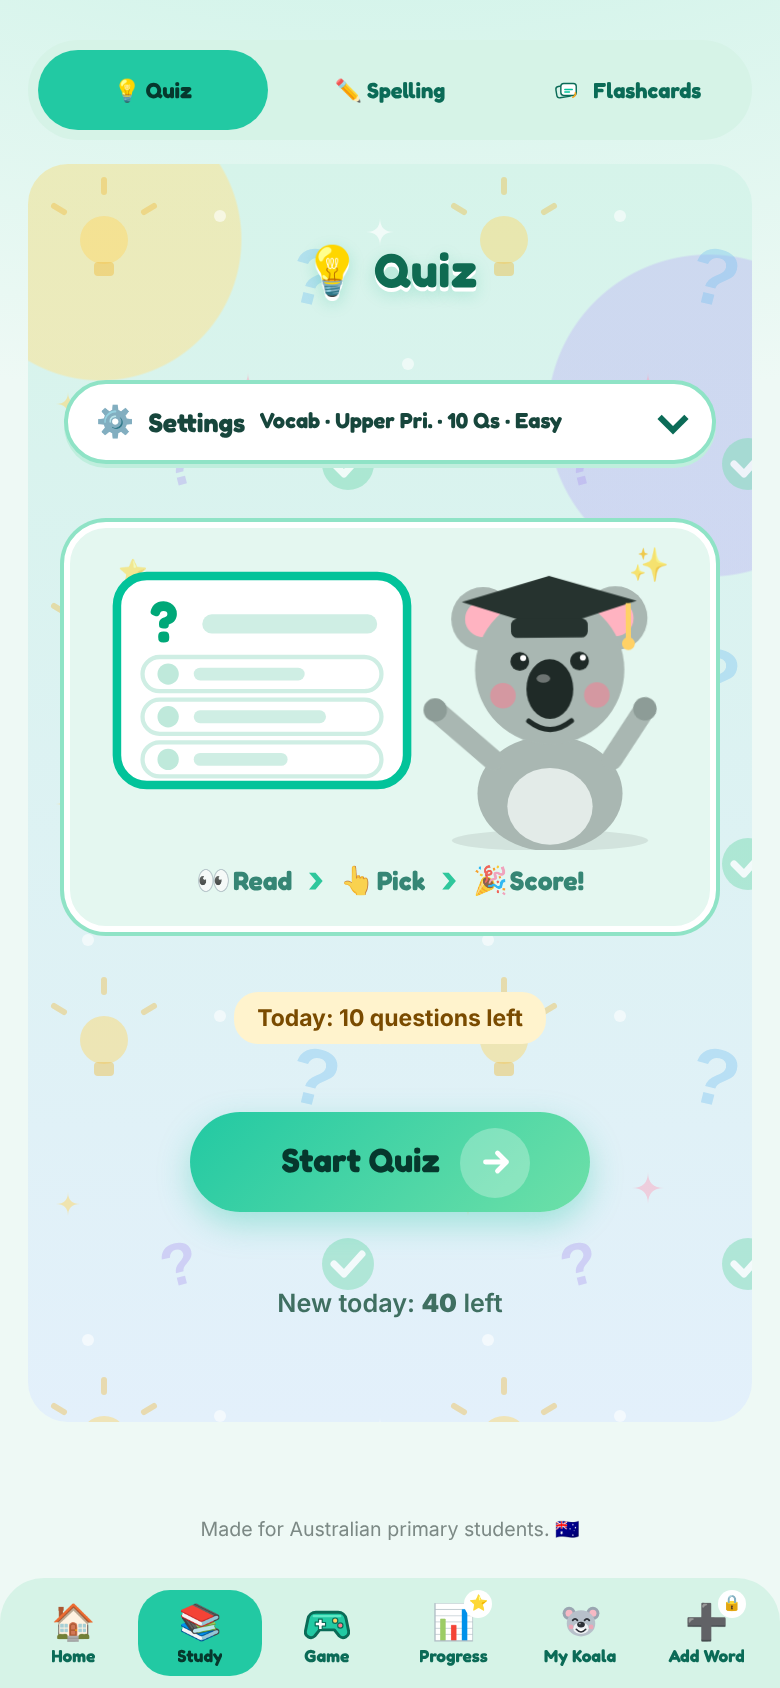 💡 Quiz
✏️ Spelling
Flashcards
💡 Quiz
⚙️ Settings Vocab · Upper Pri. · 10 Qs · Easy
?
👀Read › 👆Pick › 🎉Score!
Today: 10 questions left
Start Quiz →
New today: 40 left
Made for Australian primary students. 🇦🇺
Home
Study
Game
Progress
My Koala
Add Word